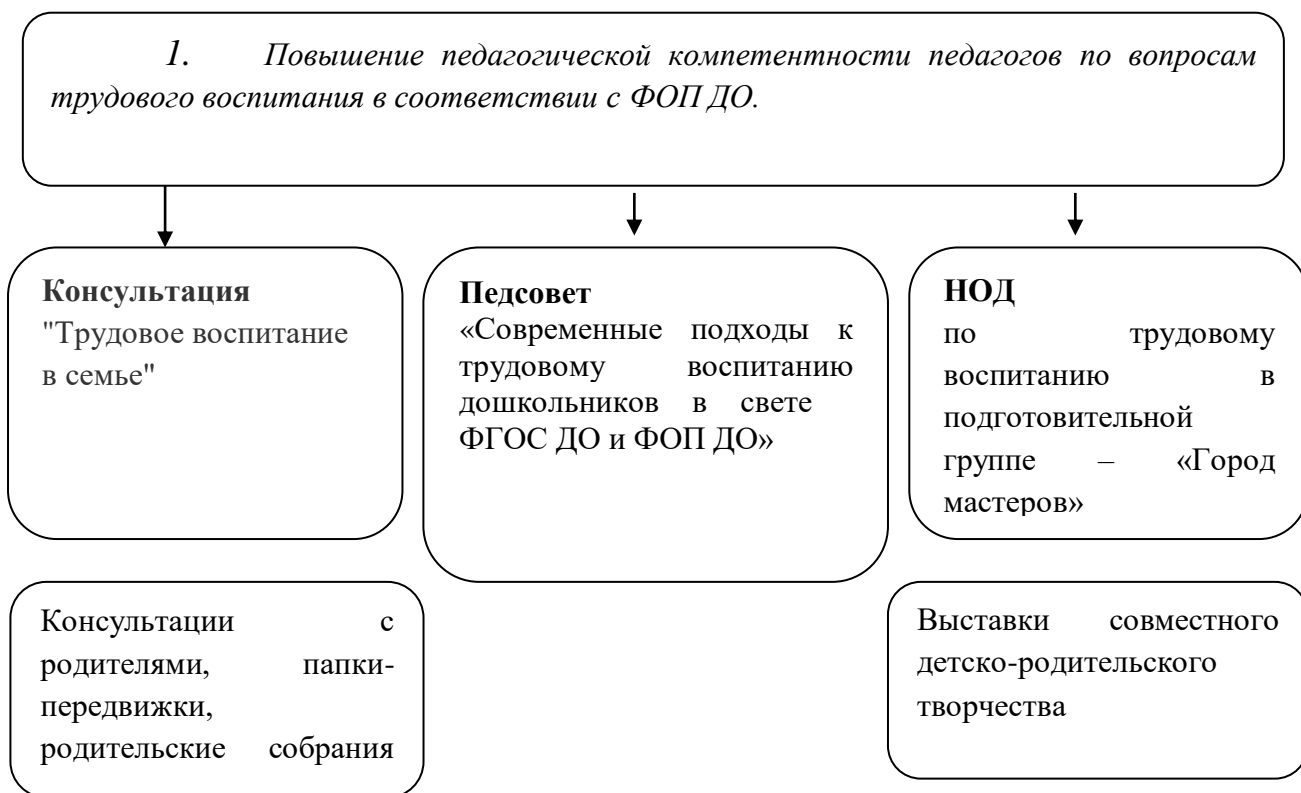 1. Повышение педагогической компетентности педагогов по вопросам
трудового воспитания в соответствии с ФОП ДО.
Консультация
"Трудовое воспитание
в семье"
Педсовет
«Современные подходы к
трудовому воспитанию
дошкольников в свете
ФГОС ДО и ФОП ДО»
НОД
по трудовому
воспитанию в
подготовительной
группе – «Город
мастеров»
Консультации с
родителями, папки-
передвижки,
родительские собрания
Выставки совместного
детско-родительского
творчества